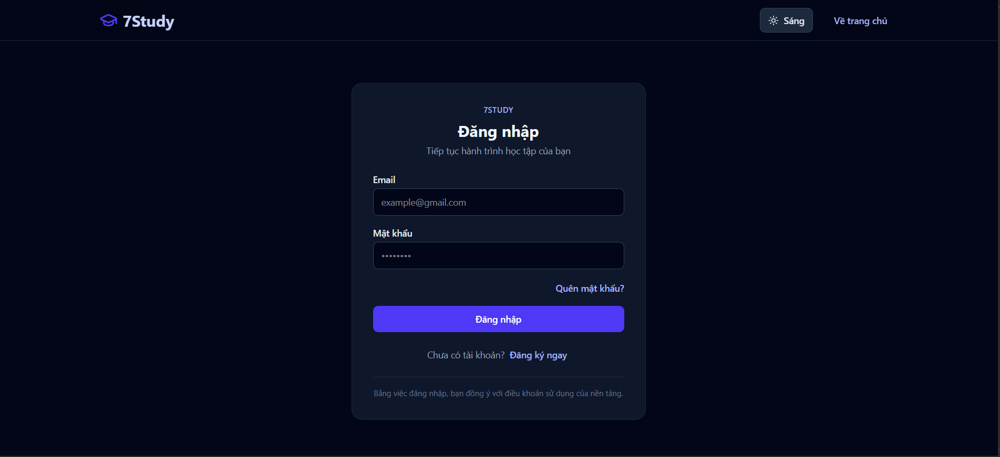 7Study
Sáng
Về trang chủ
7STUDY
Đăng nhập
Tiếp tục hành trình học tập của bạn
Email
example@gmail.com
Mật khẩu
••••••••
Quên mật khẩu?
Đăng nhập
Chưa có tài khoản? Đăng ký ngay
Bằng việc đăng nhập, bạn đồng ý với điều khoản sử dụng của nền tảng.